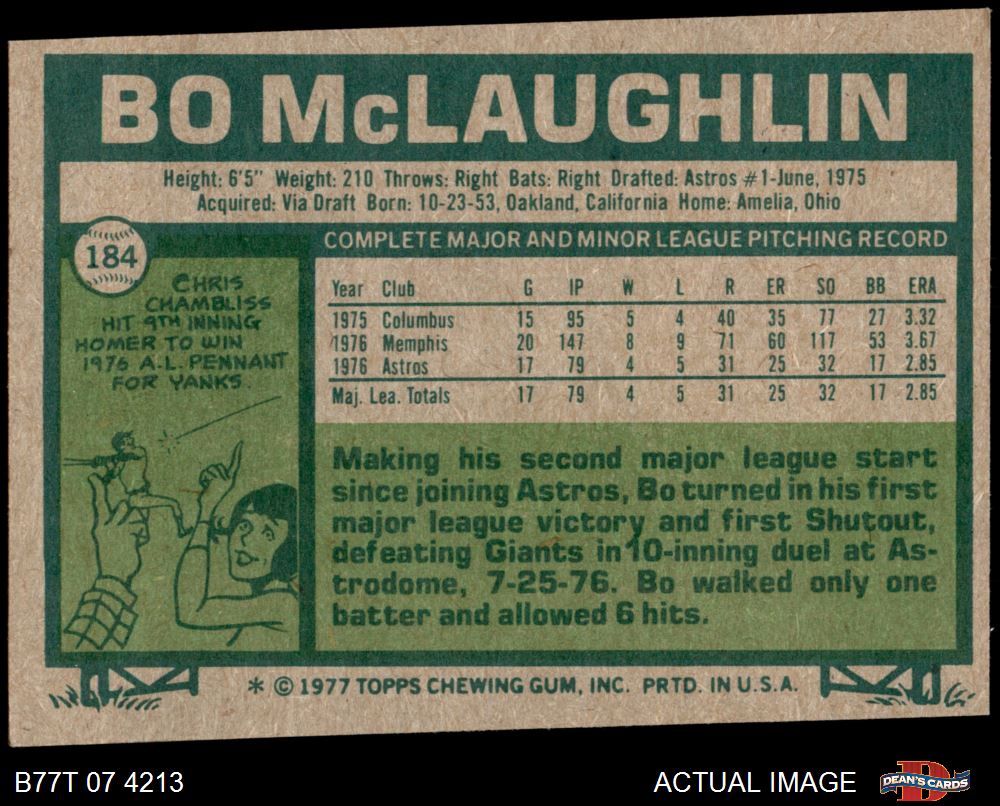 BO McLAUGHLIN
Height: 6'5" Weight: 210 Throws: Right Bats: Right Drafted: Astros #1-June, 1975
Acquired: Via Draft Born: 10-23-53, Oakland, California Home: Amelia, Ohio
184
CHRIS
CHAMBLISS
HIT 9TH INNING
HOMER TO WIN
1976 A.L. PENNANT
FOR YANKS.
COMPLETE MAJOR AND MINOR LEAGUE PITCHING RECORD
Year Club G IP W L R ER SO BB ERA
1975 Columbus 15 95 5 4 40 35 77 27 3.32
1976 Memphis 20 147 8 9 71 60 117 53 3.67
1976 Astros 17 79 4 5 31 25 32 17 2.85
Maj. Lea. Totals 17 79 4 5 31 25 32 17 2.85
Making his second major league start
since joining Astros, Bo turned in his first
major league victory and first Shutout,
defeating Giants in 10-inning duel at As-
trodome, 7-25-76. Bo walked only one
batter and allowed 6 hits.
* © 1977 TOPPS CHEWING GUM, INC. PRTD. IN U.S.A.
B77T 07 4213
ACTUAL IMAGE
D
DEAN'S CARDS